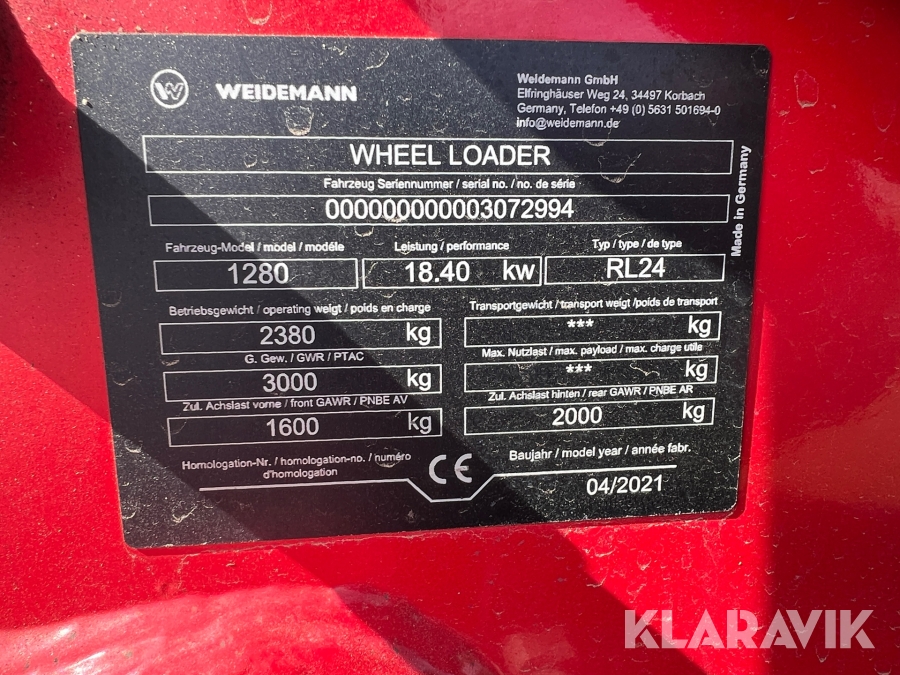 WEIDEMANN
Weidemann GmbH
Elfringhäuser Weg 24, 34497 Korbach
Germany, Telefon +49 (0) 5631 501694-0
info@weidemann.de
Made in Germany
WHEEL LOADER
Fahrzeug Seriennummer / serial no. / no. de série
000000000003072994
Fahrzeug-Model / model / modéle
Leistung / performance
Typ / type / de type
1280
18.40 kw
RL24
Betriebsgewicht / operating weigt / poids en charge
Transportgewicht / transport weigt /poids de transport
2380 kg
*** kg
G. Gew. / GWR / PTAC
Max. Nutzlast / max. payload / max. charge utile
3000 kg
*** kg
Zul. Achslast vorne / front GAWR / PNBE AV
Zul. Achslast hinten / rear GAWR / PNBE AR
1600 kg
2000 kg
Homologation-Nr. / homologation-no. / numéro
d'homologation
CE
Baujahr / model year / année fabr.
04/2021
KLARAVIK